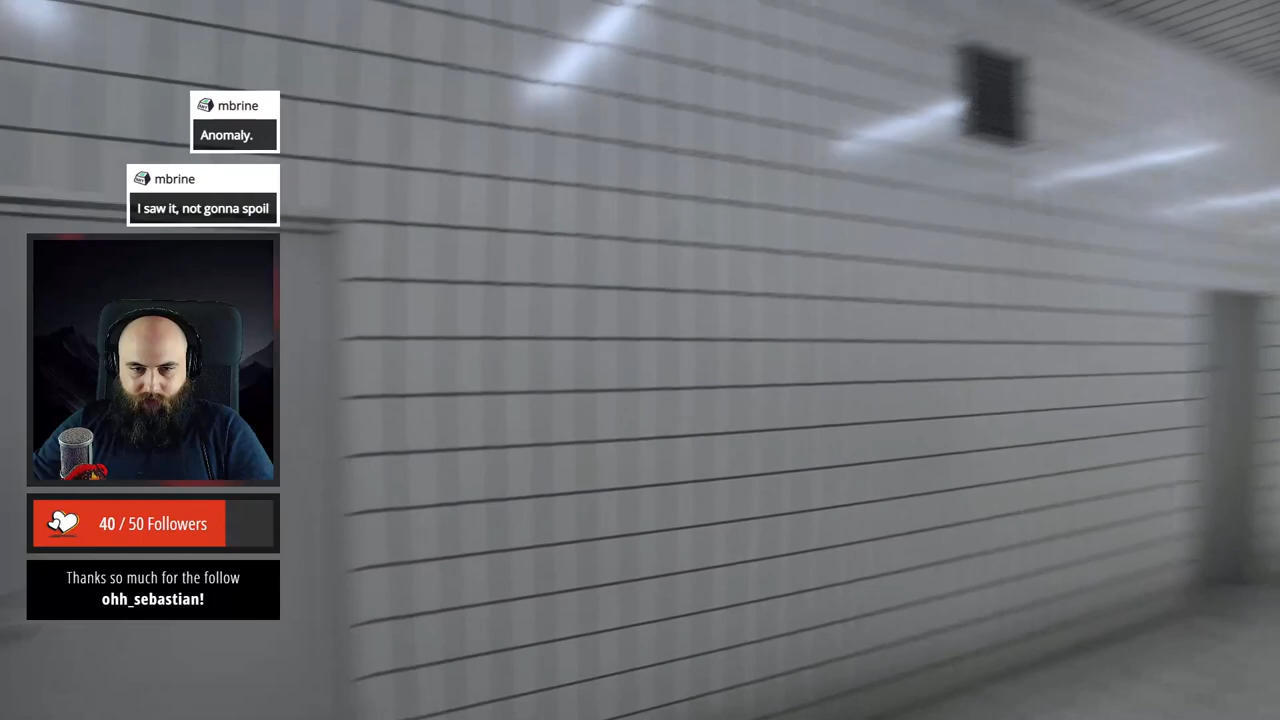 mbrine
Anomaly.
mbrine
I saw it, not gonna spoil
40 / 50 Followers
Thanks so much for the follow
ohh_sebastian!